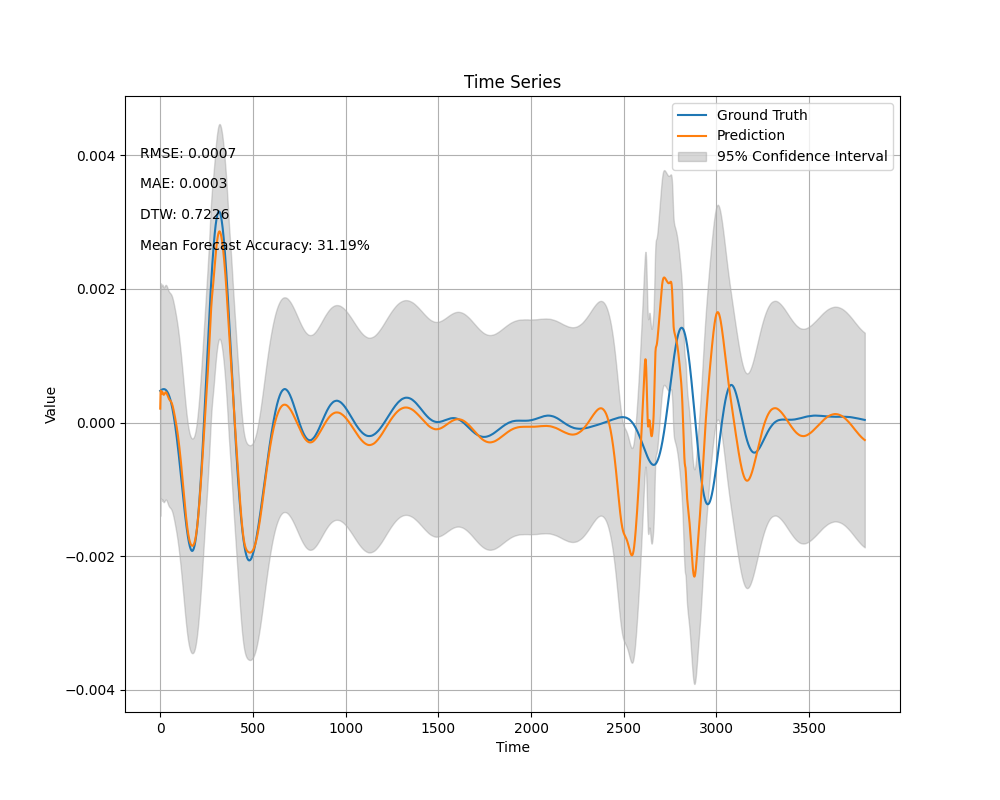 Time Series
Ground Truth
Prediction
95% Confidence Interval
RMSE: 0.0007
MAE: 0.0003
DTW: 0.7226
Mean Forecast Accuracy: 31.19%
0.004
0.002
0.000
−0.002
−0.004
Value
0 500 1000 1500 2000 2500 3000 3500
Time